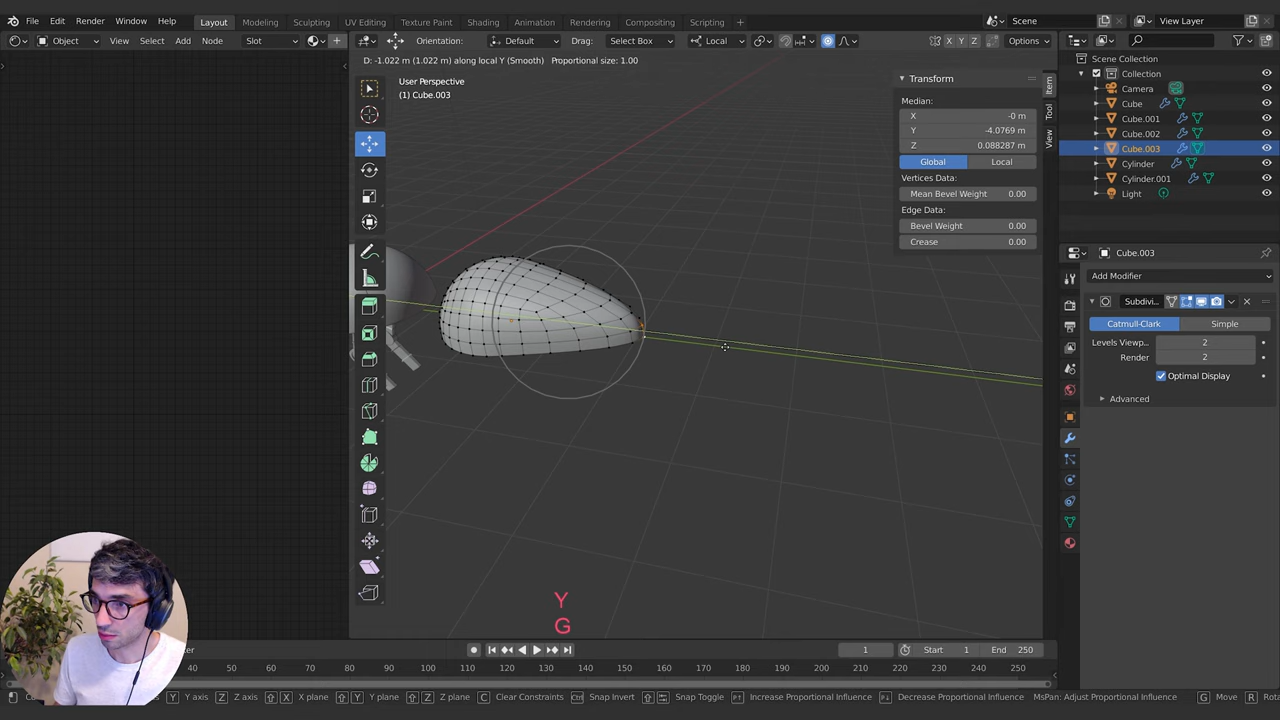 File Edit Render Window Help Layout Modeling Sculpting UV Editing Texture Paint Shading Animation Rendering Compositing Scripting + Scene View Layer
Object View Select Add Node Slot Orientation: Default Drag: Select Box Local X Y Z Options
D: -1.022 m (1.022 m) along local Y (Smooth) Proportional size: 1.00
User Perspective
(1) Cube.003
Transform
Median:
X -0 m
Y -4.0769 m
Z 0.088287 m
Global Local
Vertices Data:
Mean Bevel Weight 0.00
Edge Data:
Bevel Weight 0.00
Crease 0.00
Item
Tool
View
Scene Collection
Collection
Camera
Cube
Cube.001
Cube.002
Cube.003
Cylinder
Cylinder.001
Light
Cube.003
Add Modifier
Subdivi...
Catmull-Clark Simple
Levels Viewp... 2
Render 2
Optimal Display
Advanced
Y
G
1 Start 1 End 250
40 50 60 70 80 90 100 110 120 130 140 150 160 170 180 190 200 210 220 230 240 250
Y Y axis Z Z axis X X plane Y Y plane Z Z plane C Clear Constraints Snap Invert Snap Toggle Increase Proportional Influence Decrease Proportional Influence MsPan: Adjust Proportional Influence G Move R